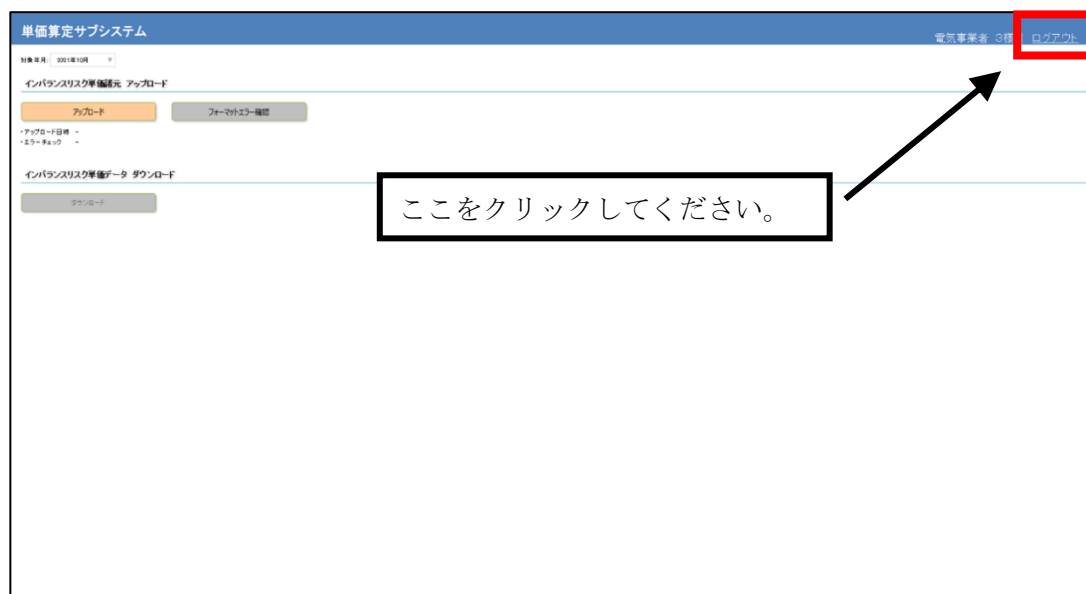 単価算定サブシステム
電気事業者 3様 ログアウト
対象年月: 2021年10月
インバランスリスク単価諸元 アップロード
アップロード フォーマットエラー確認
・アップロード日時 -
・エラーチェック -
インバランスリスク単価データ ダウンロード
ダウンロード
ここをクリックしてください。